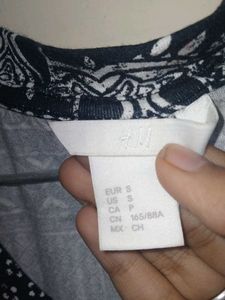 H&M
EUR S
US S
CA P
CN 165/88A
MX CH